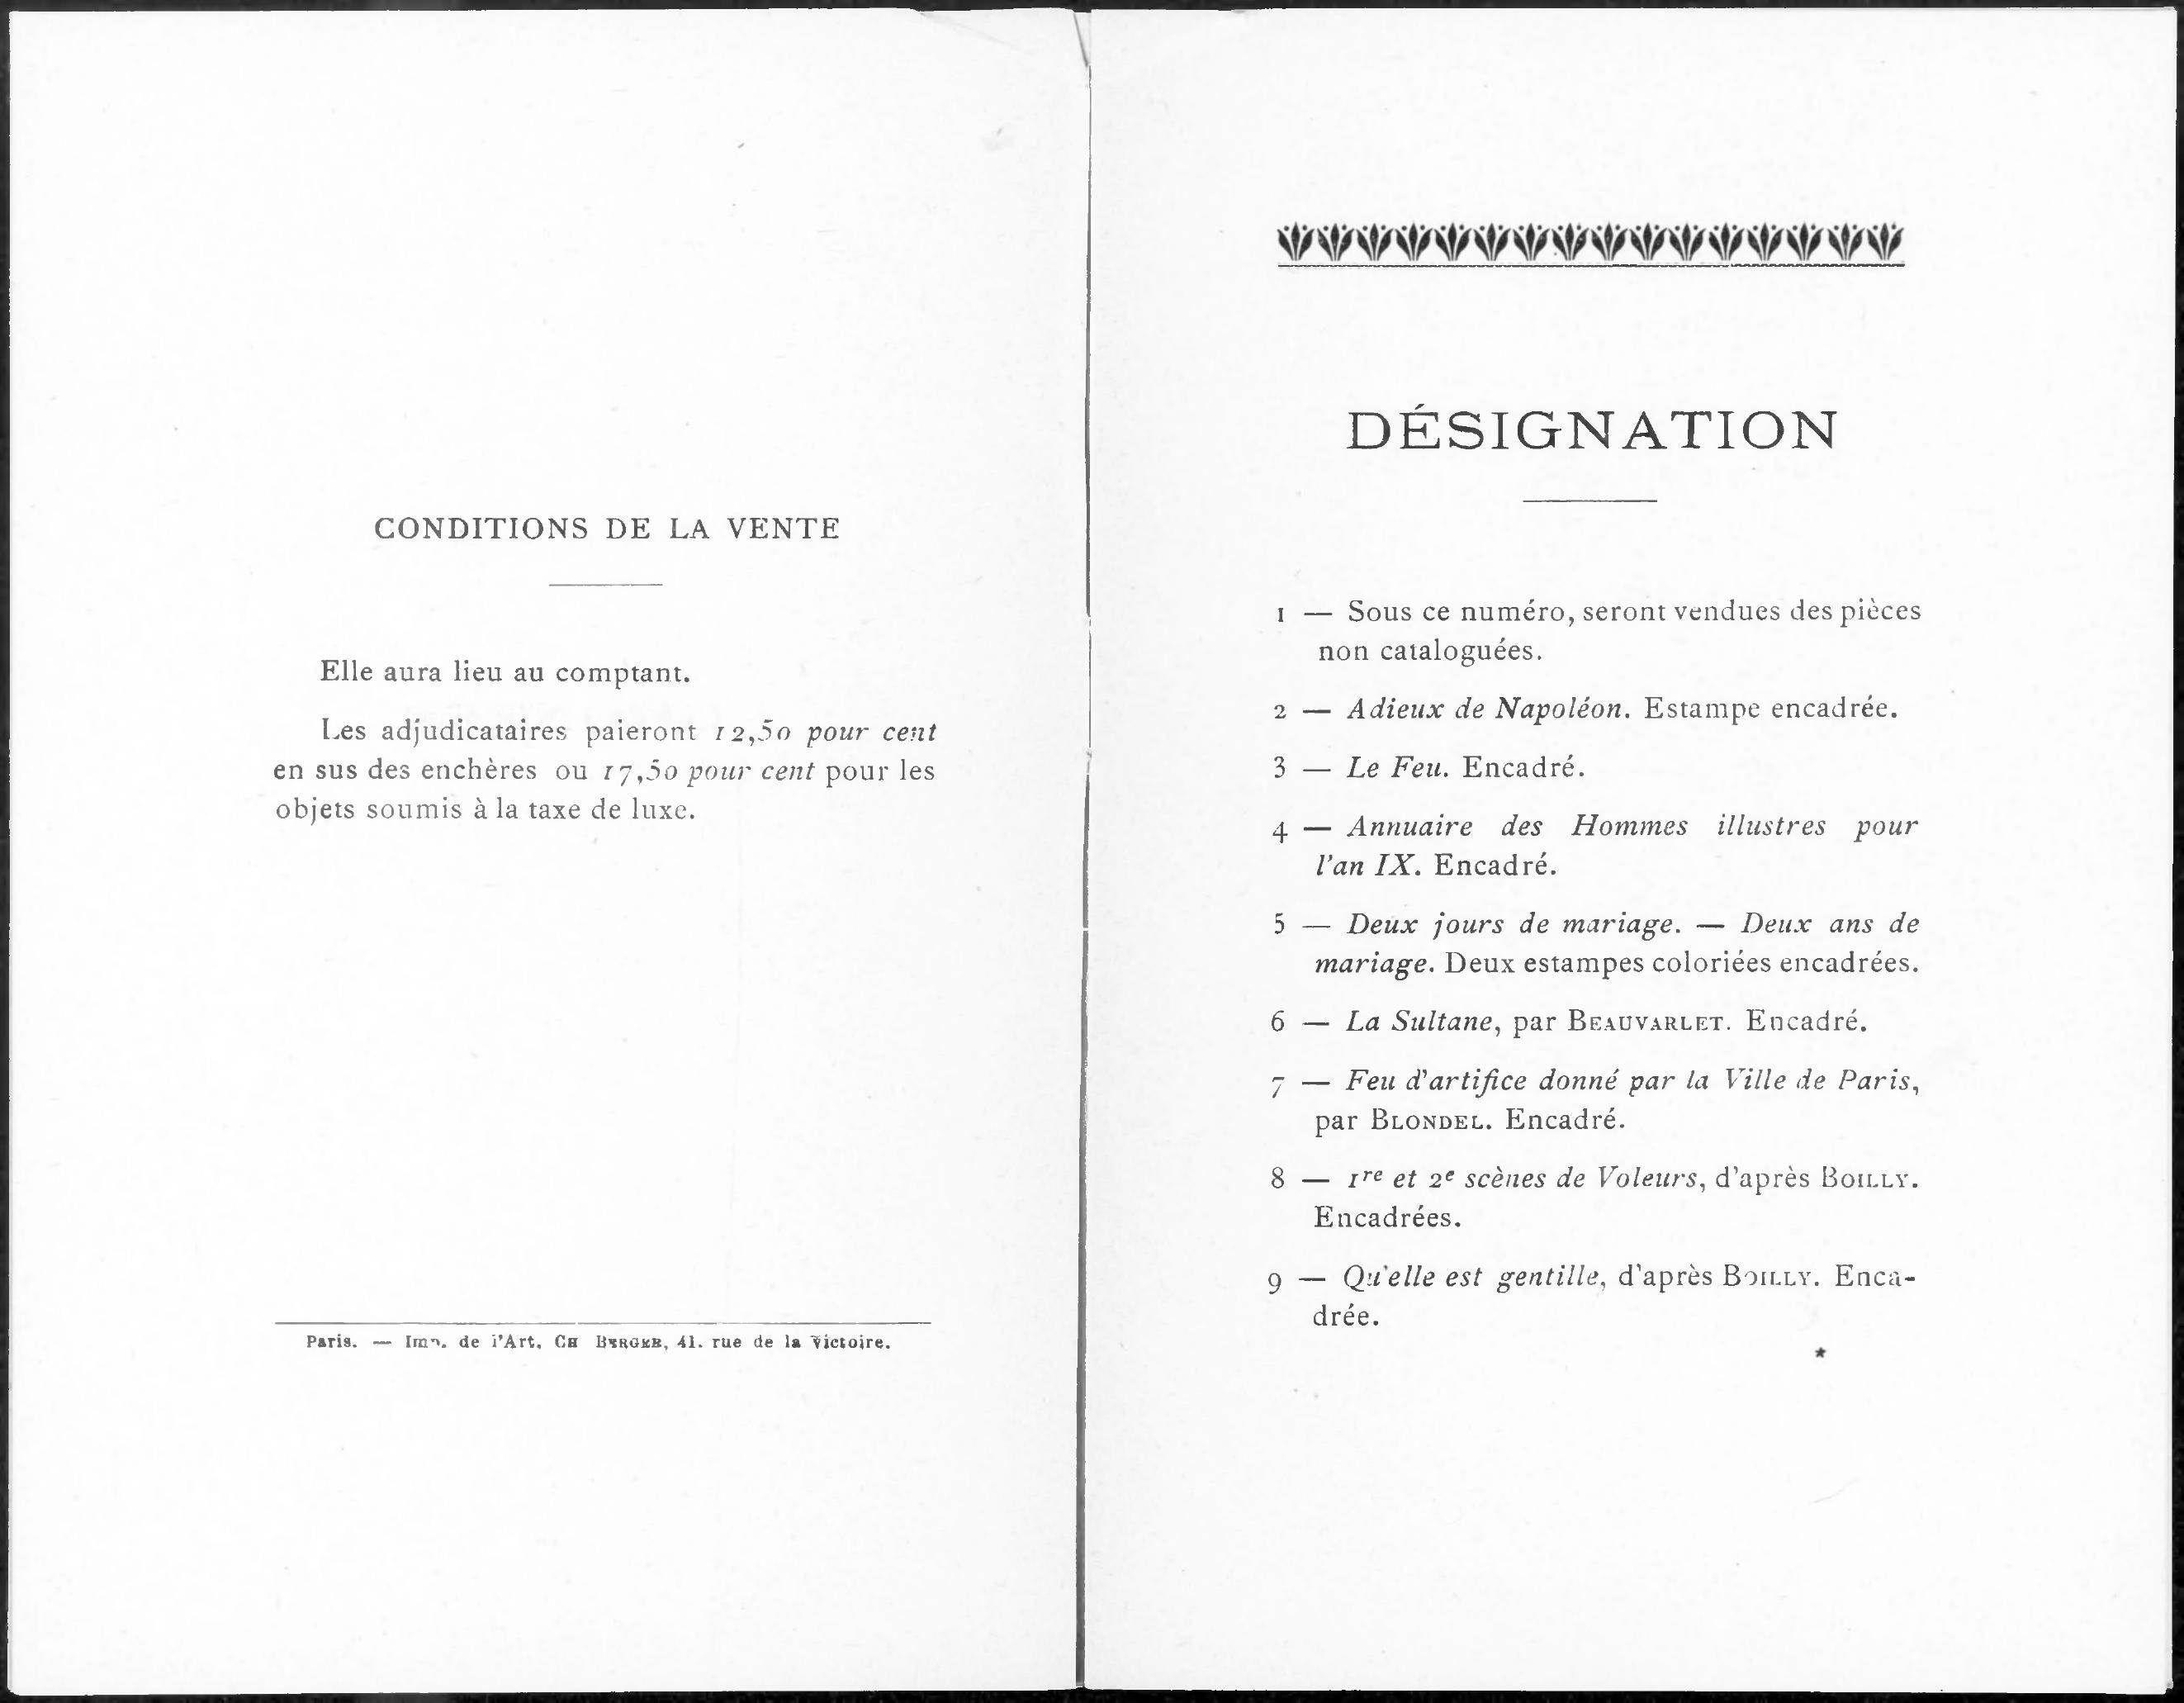 CONDITIONS DE LA VENTE
Elle aura lieu au comptant.
Les adjudicataires paieront 12,50 pour cent
en sus des enchères ou 17,50 pour cent pour les
objets soumis à la taxe de luxe.
Paris. — Imp. de l'Art, CH BERGER, 41, rue de la Victoire.
DÉSIGNATION
1 — Sous ce numéro, seront vendues des pièces
non cataloguées.
2 — Adieux de Napoléon. Estampe encadrée.
3 — Le Feu. Encadré.
4 — Annuaire des Hommes illustres pour
l'an IX. Encadré.
5 — Deux jours de mariage. — Deux ans de
mariage. Deux estampes coloriées encadrées.
6 — La Sultane, par BEAUVARLET. Encadré.
7 — Feu d'artifice donné par la Ville de Paris,
par BLONDEL. Encadré.
8 — 1re et 2e scènes de Voleurs, d'après BOILLY.
Encadrées.
9 — Qu'elle est gentille, d'après BOILLY. Enca-
drée.
*